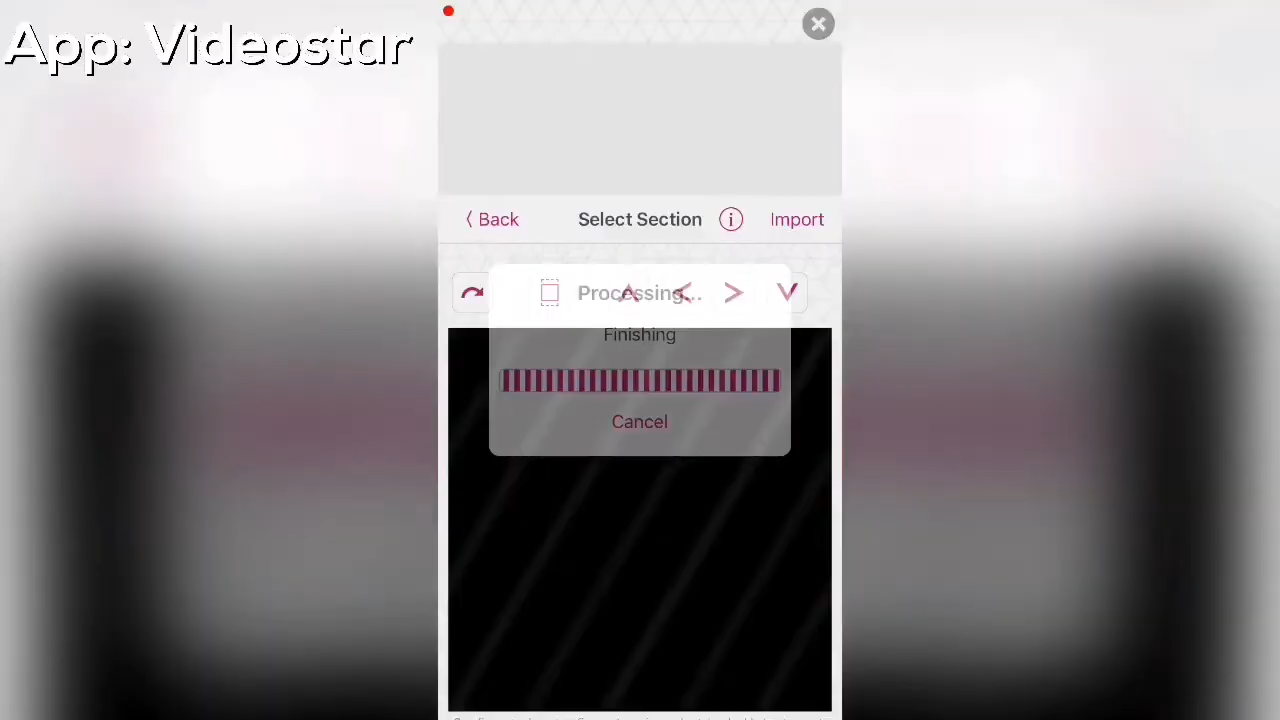 App: Videostar
Back Select Section Import
Processing...
Finishing
Cancel